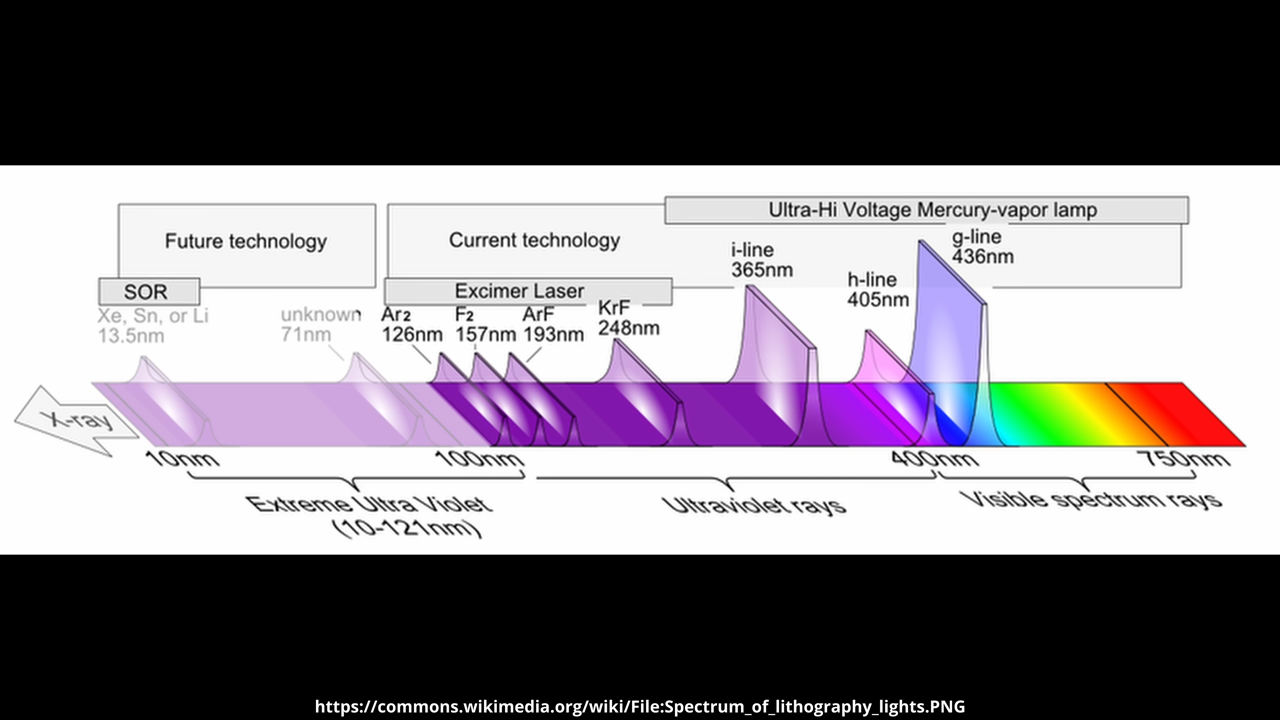 Ultra-Hi Voltage Mercury-vapor lamp
Future technology
Current technology
g-line
436nm
i-line
365nm
h-line
405nm
SOR
Excimer Laser
Xe, Sn, or Li
13.5nm
unknown
71nm
Ar2
126nm
F2
157nm
ArF
193nm
KrF
248nm
X-ray
10nm
100nm
400nm
750nm
Extreme Ultra Violet
(10-121nm)
Ultraviolet rays
Visible spectrum rays
https://commons.wikimedia.org/wiki/File:Spectrum_of_lithography_lights.PNG